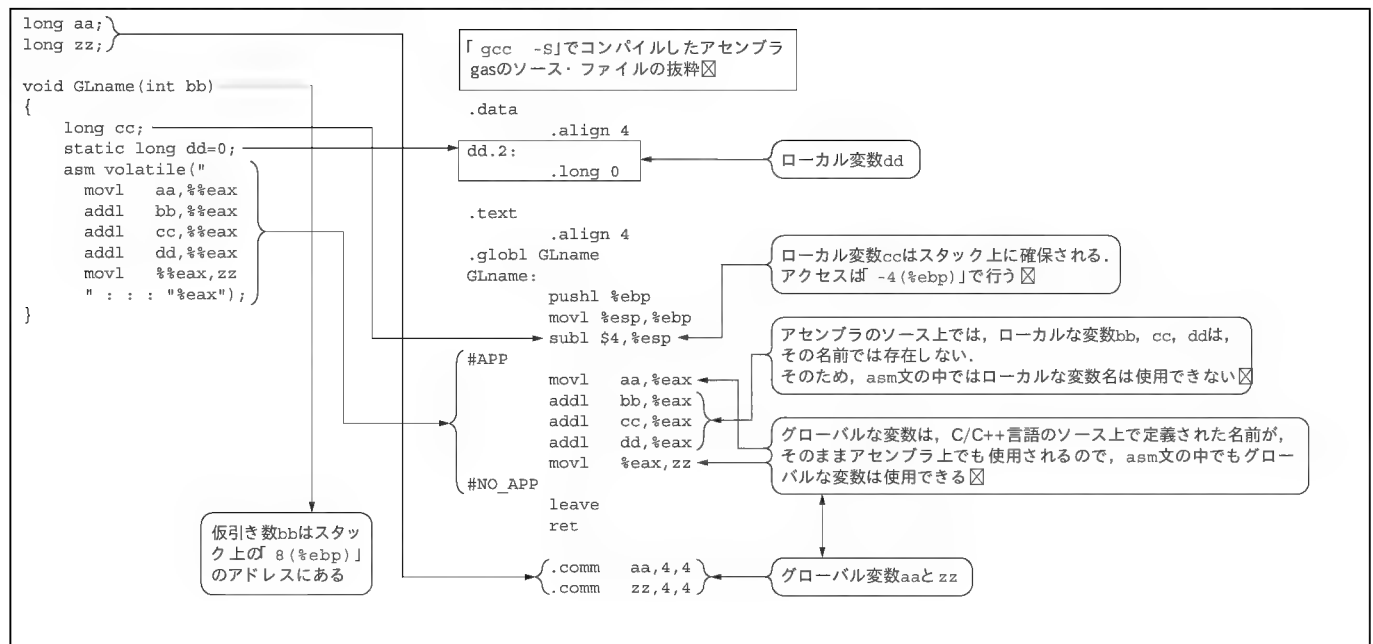 long aa;
long zz;
void GLname(int bb)
{
long cc;
static long dd=0;
asm volatile("
movl aa,%%eax
addl bb,%%eax
addl cc,%%eax
addl dd,%%eax
movl %%eax,zz
" : : : "%eax");
}
仮引き数bbはスタッ
ク上の「 8(%ebp)」
のアドレスにある
「 gcc -S」でコンパイルしたアセンブラ
gasのソース・ファイルの抜粋
.data
.align 4
dd.2:
.long 0
.text
.align 4
.globl GLname
GLname:
pushl %ebp
movl %esp,%ebp
subl $4,%esp
#APP
movl aa,%eax
addl bb,%eax
addl cc,%eax
addl dd,%eax
movl %eax,zz
#NO_APP
leave
ret
.comm aa,4,4
.comm zz,4,4
ローカル変数dd
ローカル変数ccはスタック上に確保される.
アクセスは「 -4(%ebp)」で行う
アセンブラのソース上では，ローカルな変数bb，cc，ddは，
その名前では存在しない.
そのため，asm文の中ではローカルな変数名は使用できない
グローバルな変数は，C/C++言語のソース上で定義された名前が，
そのままアセンブラ上でも使用されるので，asm文の中でもグロー
バルな変数は使用できる
グローバル変数aaとzz